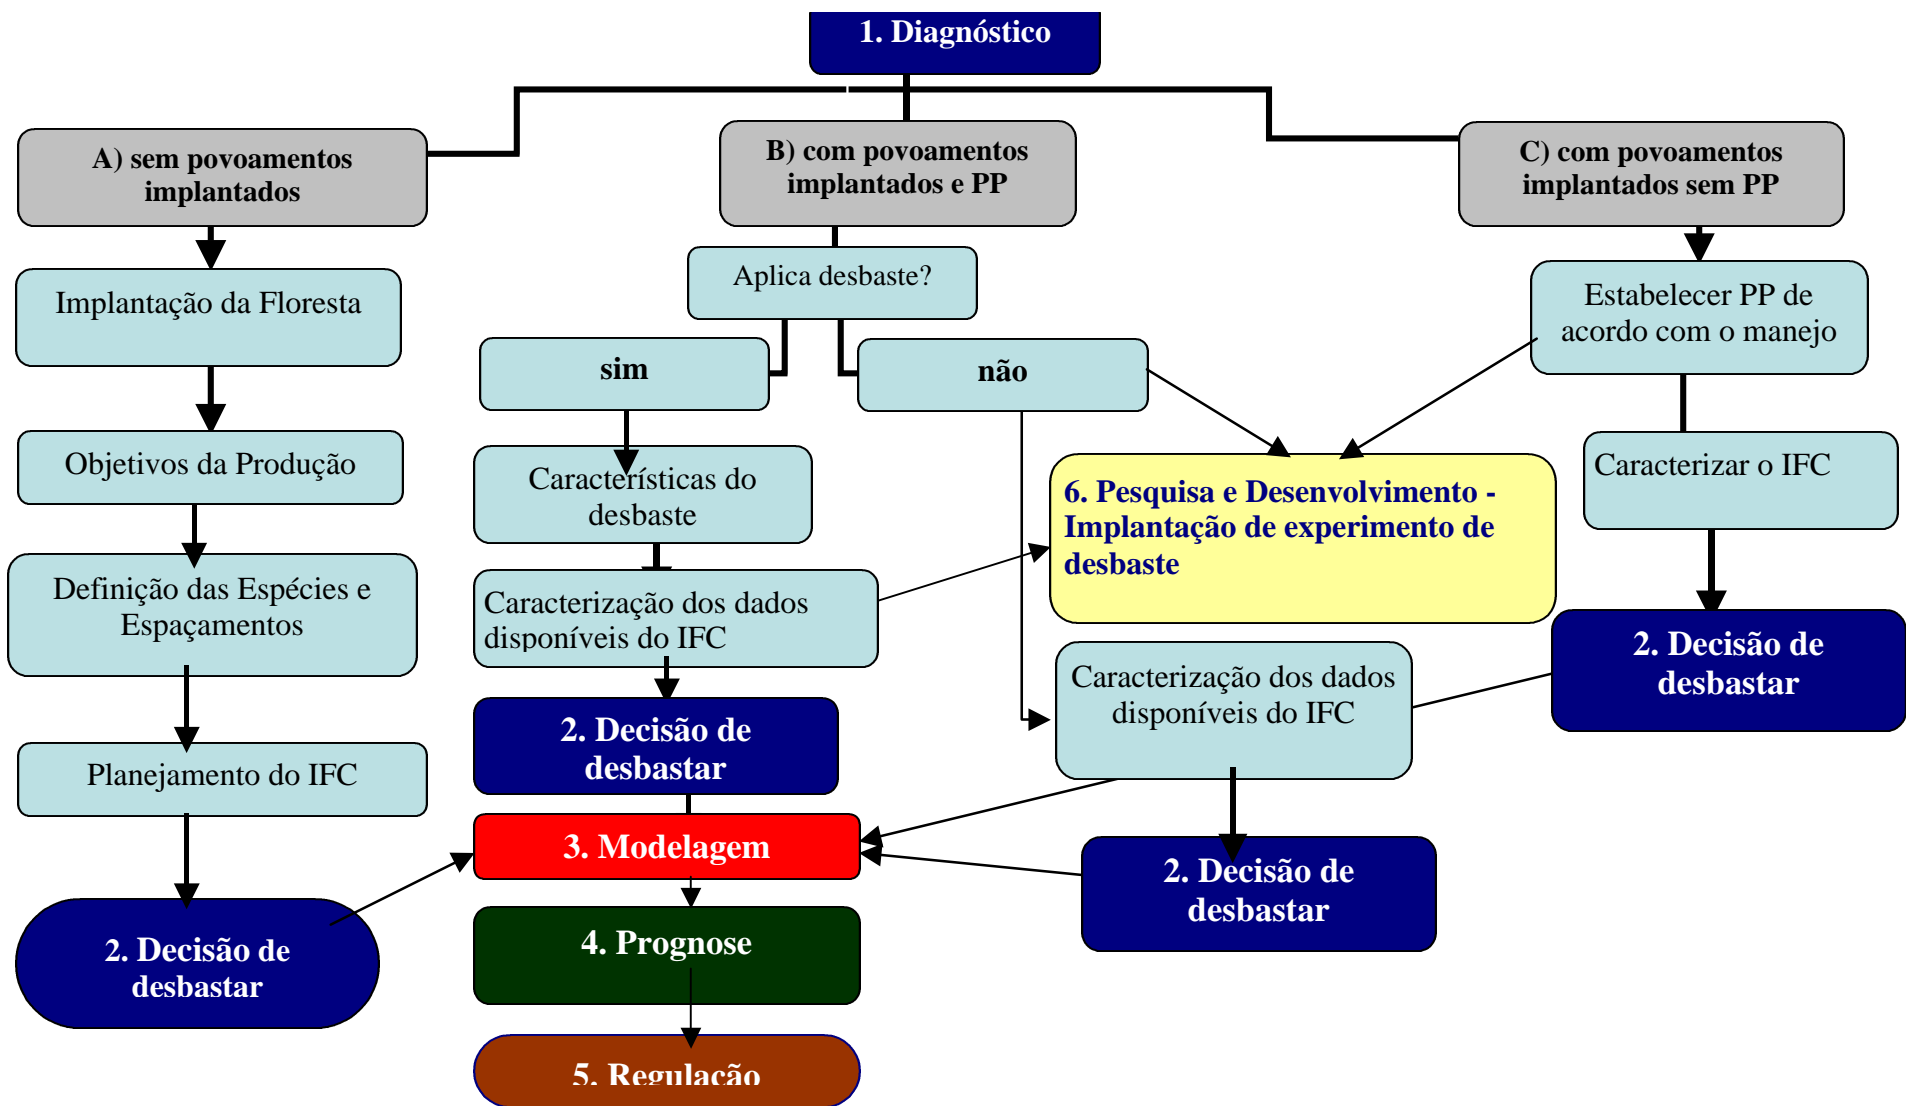 1. Diagnóstico
A) sem povoamentos
implantados
B) com povoamentos
implantados e PP
C) com povoamentos
implantados sem PP
Implantação da Floresta
Aplica desbaste?
Estabelecer PP de
acordo com o manejo
sim
não
Objetivos da Produção
Características do
desbaste
6. Pesquisa e Desenvolvimento -
Implantação de experimento de
desbaste
Caracterizar o IFC
Definição das Espécies e
Espaçamentos
Caracterização dos dados
disponíveis do IFC
Caracterização dos dados
disponíveis do IFC
2. Decisão de
desbastar
Planejamento do IFC
2. Decisão de
desbastar
3. Modelagem
2. Decisão de
desbastar
2. Decisão de
desbastar
4. Prognose
5. Regulação